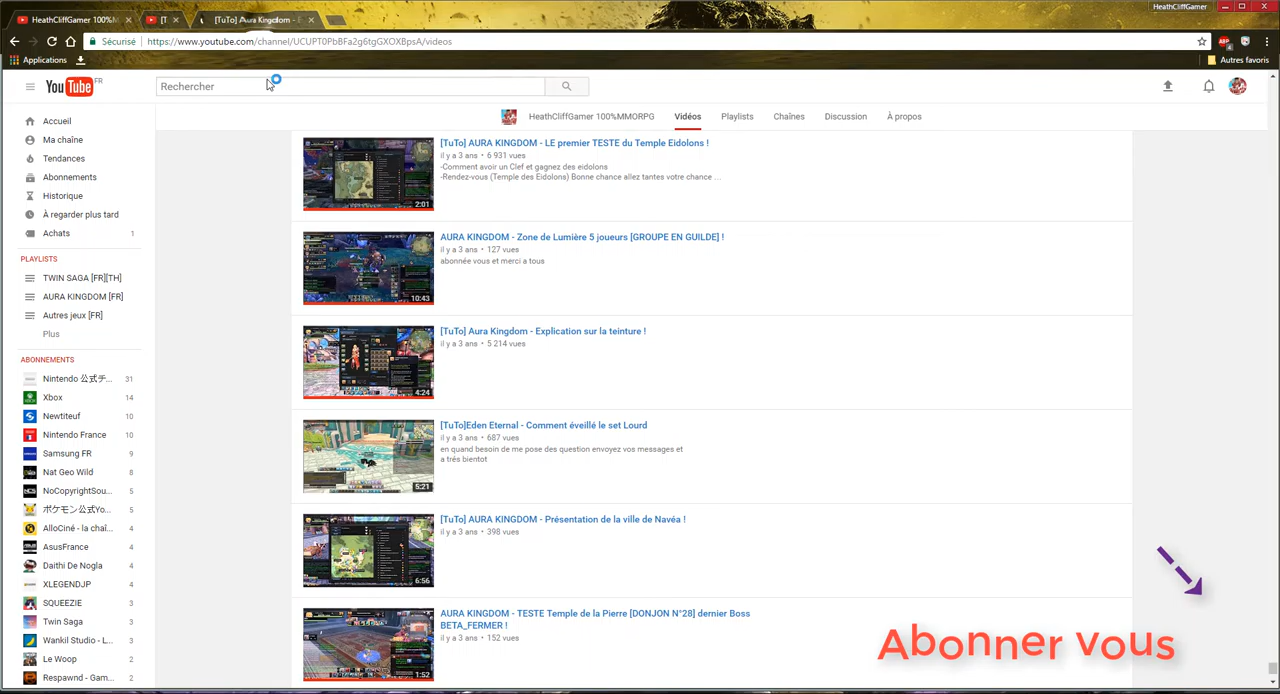 HeathCliffGamer
HeathCliffGamer 100%M
[T
[TuTo] Aura Kingdom - E
Sécurisé
https://www.youtube.com/channel/UCUPT0PbBFa2g6tgGXOXBpsA/videos
Applications
Autres favoris
YouTube FR
Rechercher
HeathCliffGamer 100%MMORPG
Vidéos
Playlists
Chaînes
Discussion
À propos
Accueil
Ma chaîne
Tendances
Abonnements
Historique
À regarder plus tard
Achats 1
PLAYLISTS
TWIN SAGA [FR][TH]
AURA KINGDOM [FR]
Autres jeux [FR]
Plus
ABONNEMENTS
Nintendo 公式チ... 31
Xbox 14
Newtiteuf 10
Nintendo France 10
Samsung FR 9
Nat Geo Wild 8
NoCopyrightSou... 5
ポケモン公式Yo... 5
AlloCiné - la chaî... 4
AsusFrance 4
Daithi De Nogla 4
XLEGENDJP 4
SQUEEZIE 3
Twin Saga 3
Wankil Studio - L... 3
Le Woop 2
Respawnd - Gam... 2
[TuTo] AURA KINGDOM - LE premier TESTE du Temple Eidolons !
il y a 3 ans • 6 931 vues
-Comment avoir un Clef et gagnez des eidolons
-Rendez-vous (Temple des Eidolons) Bonne chance allez tantes votre chance ...
2:01
AURA KINGDOM - Zone de Lumière 5 joueurs [GROUPE EN GUILDE] !
il y a 3 ans • 127 vues
abonnée vous et merci a tous
10:43
[TuTo] Aura Kingdom - Explication sur la teinture !
il y a 3 ans • 5 214 vues
4:24
[TuTo]Eden Eternal - Comment éveillé le set Lourd
il y a 3 ans • 687 vues
en quand besoin de me pose des question envoyez vos messages et
a trés bientot
5:21
[TuTo] AURA KINGDOM - Présentation de la ville de Navéa !
il y a 3 ans • 398 vues
6:56
AURA KINGDOM - TESTE Temple de la Pierre [DONJON N°28] dernier Boss
BETA_FERMER !
il y a 3 ans • 152 vues
1:52
Abonner vous